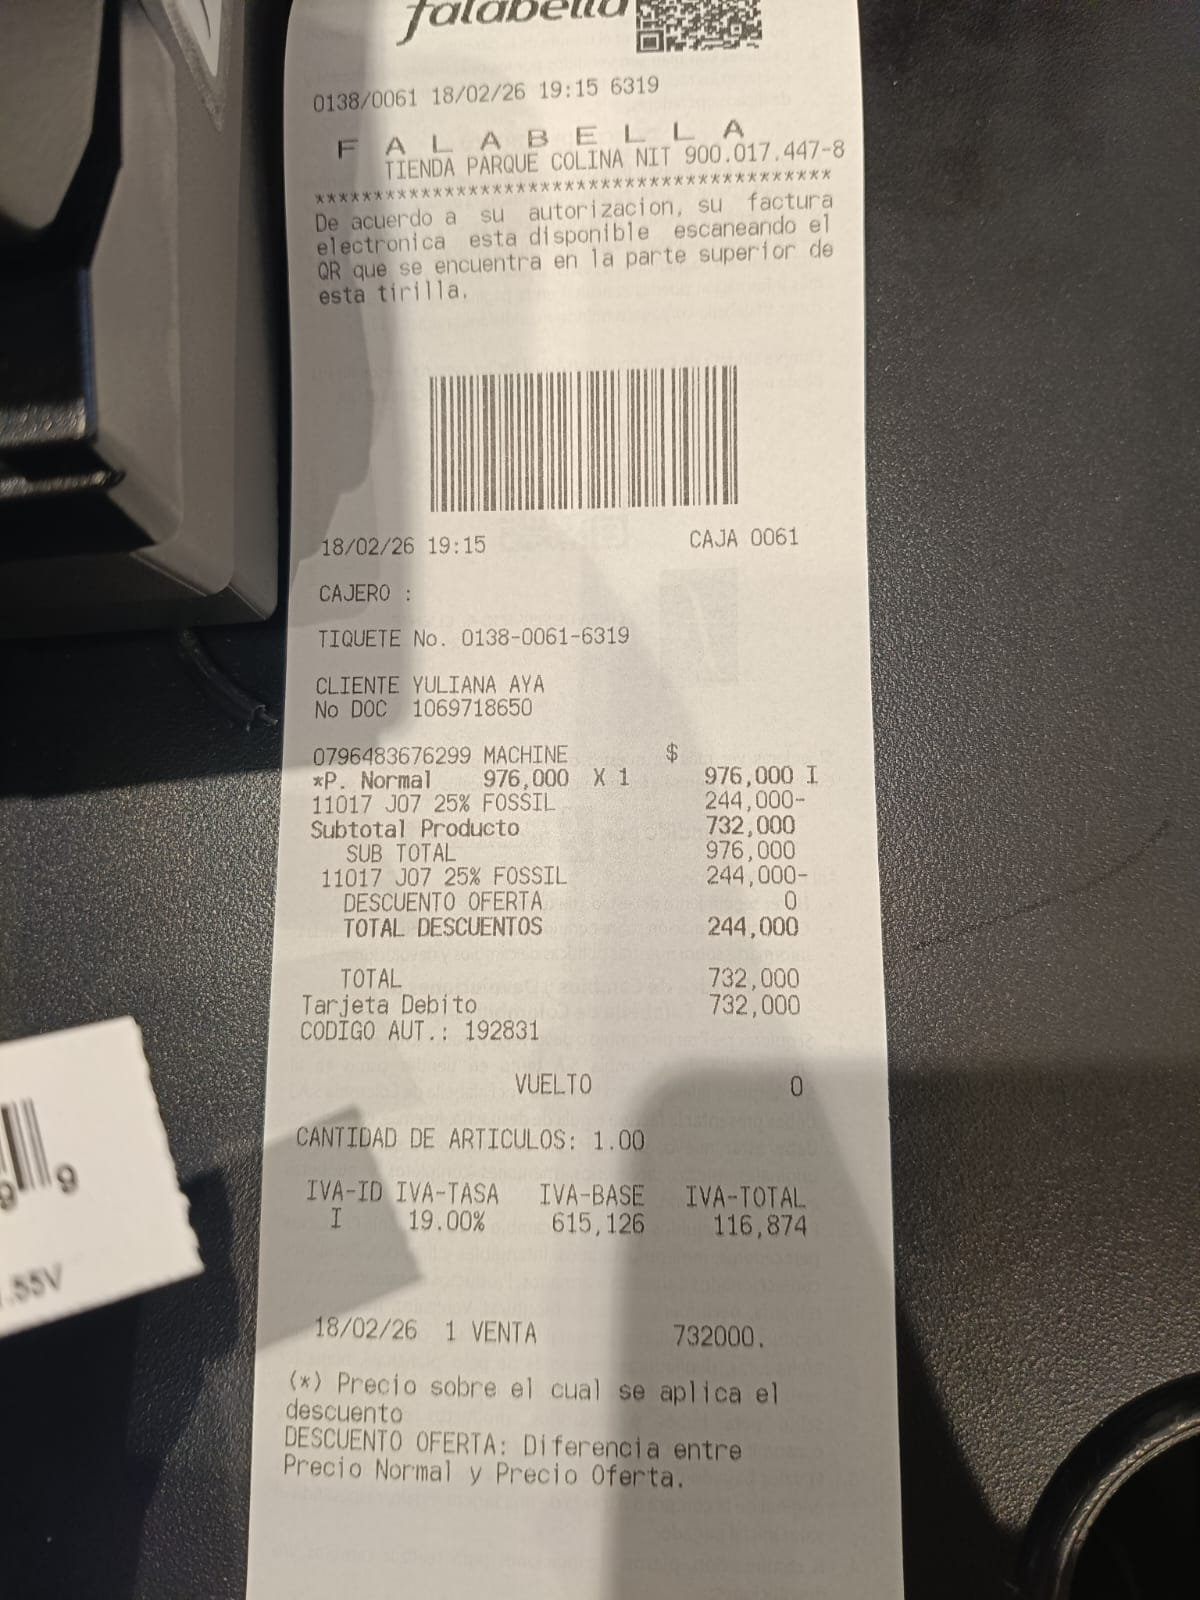 falabella
0138/0061 18/02/26 19:15 6319
F A L A B E L L A
TIENDA PARQUE COLINA NIT 900.017.447-8
*******************************************
De acuerdo a su autorizacion, su factura
electronica esta disponible escaneando el
QR que se encuentra en la parte superior de
esta tirilla.
18/02/26 19:15 CAJA 0061
CAJERO :
TIQUETE No. 0138-0061-6319
CLIENTE YULIANA AYA
No DOC 1069718650
0796483676299 MACHINE $
*P. Normal 976,000 X 1 976,000 I
11017 J07 25% FOSSIL 244,000-
Subtotal Producto 732,000
SUB TOTAL 976,000
11017 J07 25% FOSSIL 244,000-
DESCUENTO OFERTA 0
TOTAL DESCUENTOS 244,000
TOTAL 732,000
Tarjeta Debito 732,000
CODIGO AUT.: 192831
VUELTO 0
CANTIDAD DE ARTICULOS: 1.00
IVA-ID IVA-TASA IVA-BASE IVA-TOTAL
I 19.00% 615,126 116,874
18/02/26 1 VENTA 732000.
(*) Precio sobre el cual se aplica el
descuento
DESCUENTO OFERTA: Diferencia entre
Precio Normal y Precio Oferta.
9 9
.55V